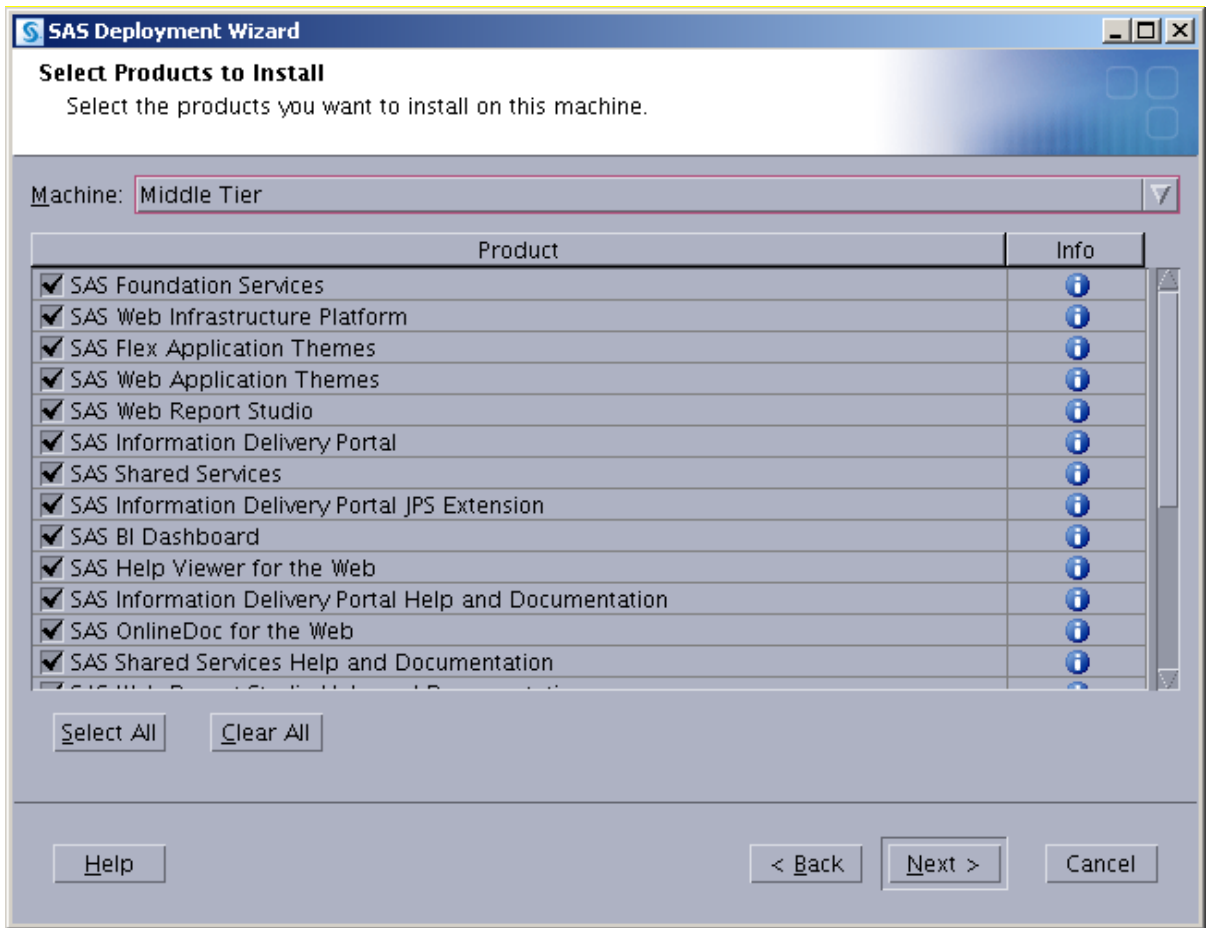 SAS Deployment Wizard
Select Products to Install
Select the products you want to install on this machine.
Machine: Middle Tier
Product Info
SAS Foundation Services
SAS Web Infrastructure Platform
SAS Flex Application Themes
SAS Web Application Themes
SAS Web Report Studio
SAS Information Delivery Portal
SAS Shared Services
SAS Information Delivery Portal JPS Extension
SAS BI Dashboard
SAS Help Viewer for the Web
SAS Information Delivery Portal Help and Documentation
SAS OnlineDoc for the Web
SAS Shared Services Help and Documentation
Select All Clear All
Help < Back Next > Cancel